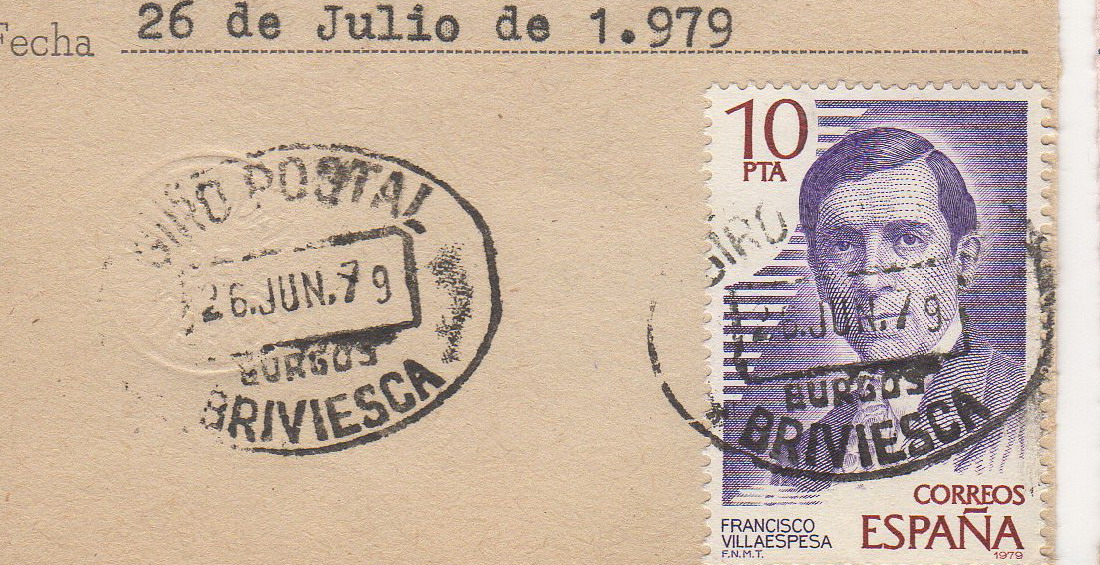 Fecha 26 de Julio de 1.979
GIRO POSTAL
26.JUN.79
BURGOS
BRIVIESCA
10
PTA
GIRO
26.JUN.79
BURGOS
BRIVIESCA
CORREOS
ESPAÑA
1979
FRANCISCO
VILLAESPESA
F.N.M.T.